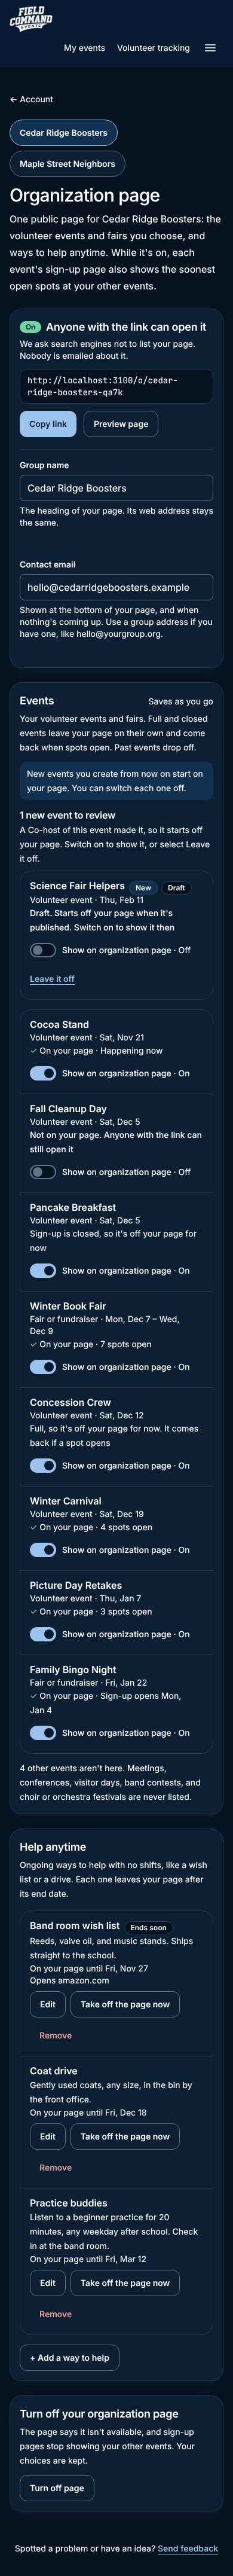 FIELD
COMMAND
EVENTS
My events
Volunteer tracking
← Account
Cedar Ridge Boosters
Maple Street Neighbors
Organization page
One public page for Cedar Ridge Boosters: the
volunteer events and fairs you choose, and
ways to help anytime. While it's on, each
event's sign-up page also shows the soonest
open spots at your other events.
On Anyone with the link can open it
We ask search engines not to list your page.
Nobody is emailed about it.
http://localhost:3100/o/cedar-
ridge-boosters-qa7k
Copy link
Preview page
Group name
Cedar Ridge Boosters
The heading of your page. Its web address stays
the same.
Contact email
hello@cedarridgeboosters.example
Shown at the bottom of your page, and when
nothing's coming up. Use a group address if you
have one, like hello@yourgroup.org.
Events
Saves as you go
Your volunteer events and fairs. Full and closed
events leave your page on their own and come
back when spots open. Past events drop off.
New events you create from now on start on
your page. You can switch each one off.
1 new event to review
A Co-host of this event made it, so it starts off
your page. Switch on to show it, or select Leave
it off.
Science Fair Helpers New Draft
Volunteer event · Thu, Feb 11
Draft. Starts off your page when it's
published. Switch on to show it then
Show on organization page · Off
Leave it off
Cocoa Stand
Volunteer event · Sat, Nov 21
✓ On your page · Happening now
Show on organization page · On
Fall Cleanup Day
Volunteer event · Sat, Dec 5
Not on your page. Anyone with the link can
still open it
Show on organization page · Off
Pancake Breakfast
Volunteer event · Sat, Dec 5
Sign-up is closed, so it's off your page for
now
Show on organization page · On
Winter Book Fair
Fair or fundraiser · Mon, Dec 7 – Wed,
Dec 9
✓ On your page · 7 spots open
Show on organization page · On
Concession Crew
Volunteer event · Sat, Dec 12
Full, so it's off your page for now. It comes
back if a spot opens
Show on organization page · On
Winter Carnival
Volunteer event · Sat, Dec 19
✓ On your page · 4 spots open
Show on organization page · On
Picture Day Retakes
Volunteer event · Thu, Jan 7
✓ On your page · 3 spots open
Show on organization page · On
Family Bingo Night
Fair or fundraiser · Fri, Jan 22
✓ On your page · Sign-up opens Mon,
Jan 4
Show on organization page · On
4 other events aren't here. Meetings,
conferences, visitor days, band contests, and
choir or orchestra festivals are never listed.
Help anytime
Ongoing ways to help with no shifts, like a wish
list or a drive. Each one leaves your page after
its end date.
Band room wish list Ends soon
Reeds, valve oil, and music stands. Ships
straight to the school.
On your page until Fri, Nov 27
Opens amazon.com
Edit
Take off the page now
Remove
Coat drive
Gently used coats, any size, in the bin by
the front office.
On your page until Fri, Dec 18
Edit
Take off the page now
Remove
Practice buddies
Listen to a beginner practice for 20
minutes, any weekday after school. Check
in at the band room.
On your page until Fri, Mar 12
Edit
Take off the page now
Remove
+ Add a way to help
Turn off your organization page
The page says it isn't available, and sign-up
pages stop showing your other events. Your
choices are kept.
Turn off page
Spotted a problem or have an idea? Send feedback